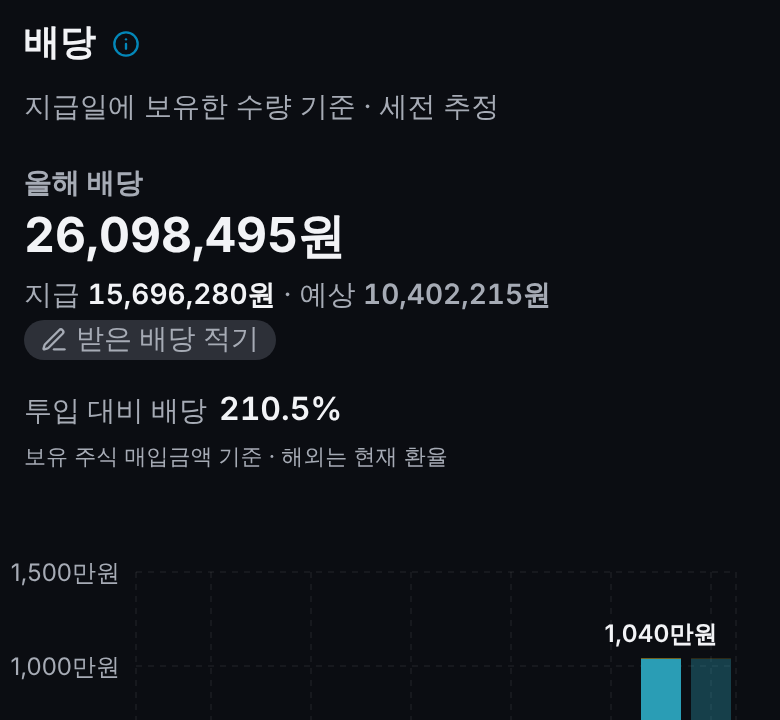 배당
지급일에 보유한 수량 기준 · 세전 추정
올해 배당
26,098,495원
지급 15,696,280원 · 예상 10,402,215원
받은 배당 적기
투입 대비 배당 210.5%
보유 주식 매입금액 기준 · 해외는 현재 환율
1,500만원
1,040만원
1,000만원